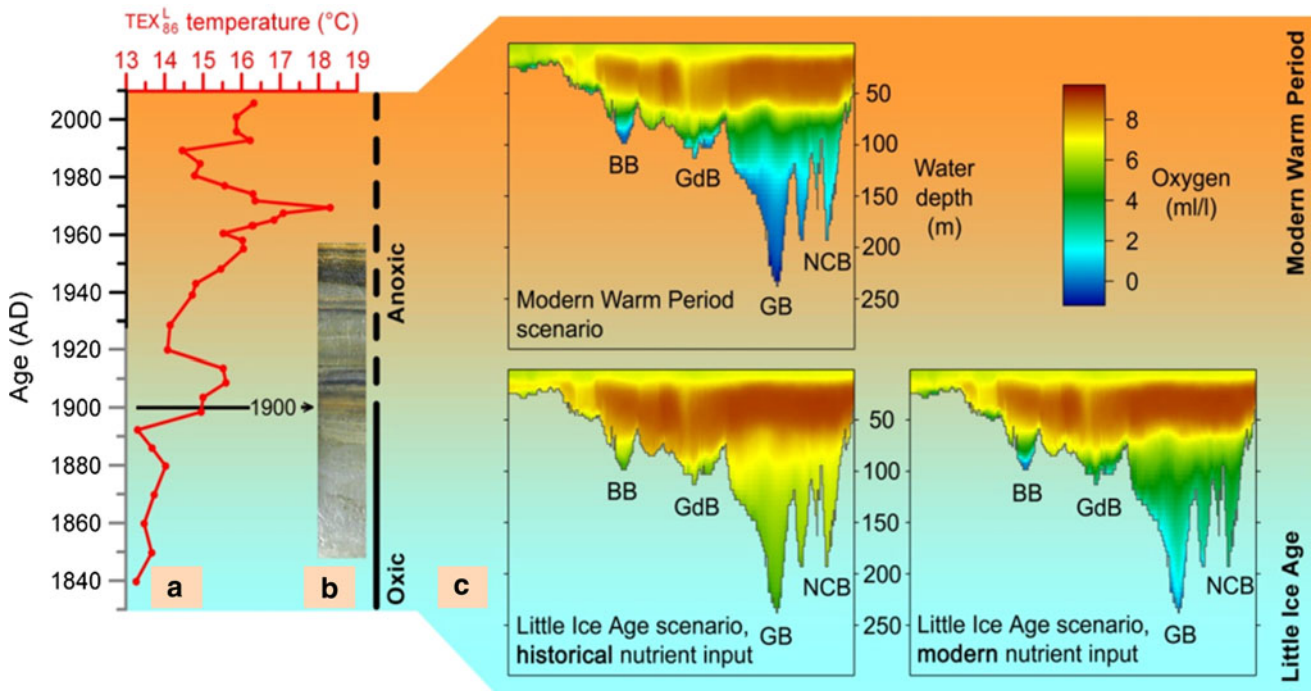 TEX L 86 temperature (°C)
13 14 15 16 17 18 19
Age (AD)
2000
1980
1960
1940
1920
1900
1880
1860
1840
1900
a
b
c
Anoxic
Oxic
BB
GdB
GB
NCB
Modern Warm Period
scenario
50
100
150
200
250
Water
depth
(m)
8
6
4
2
0
Oxygen
(ml/l)
Modern Warm Period
BB
GdB
GB
NCB
Little Ice Age scenario,
historical nutrient input
50
100
150
200
250
BB
GdB
GB
NCB
Little Ice Age scenario,
modern nutrient input
Little Ice Age